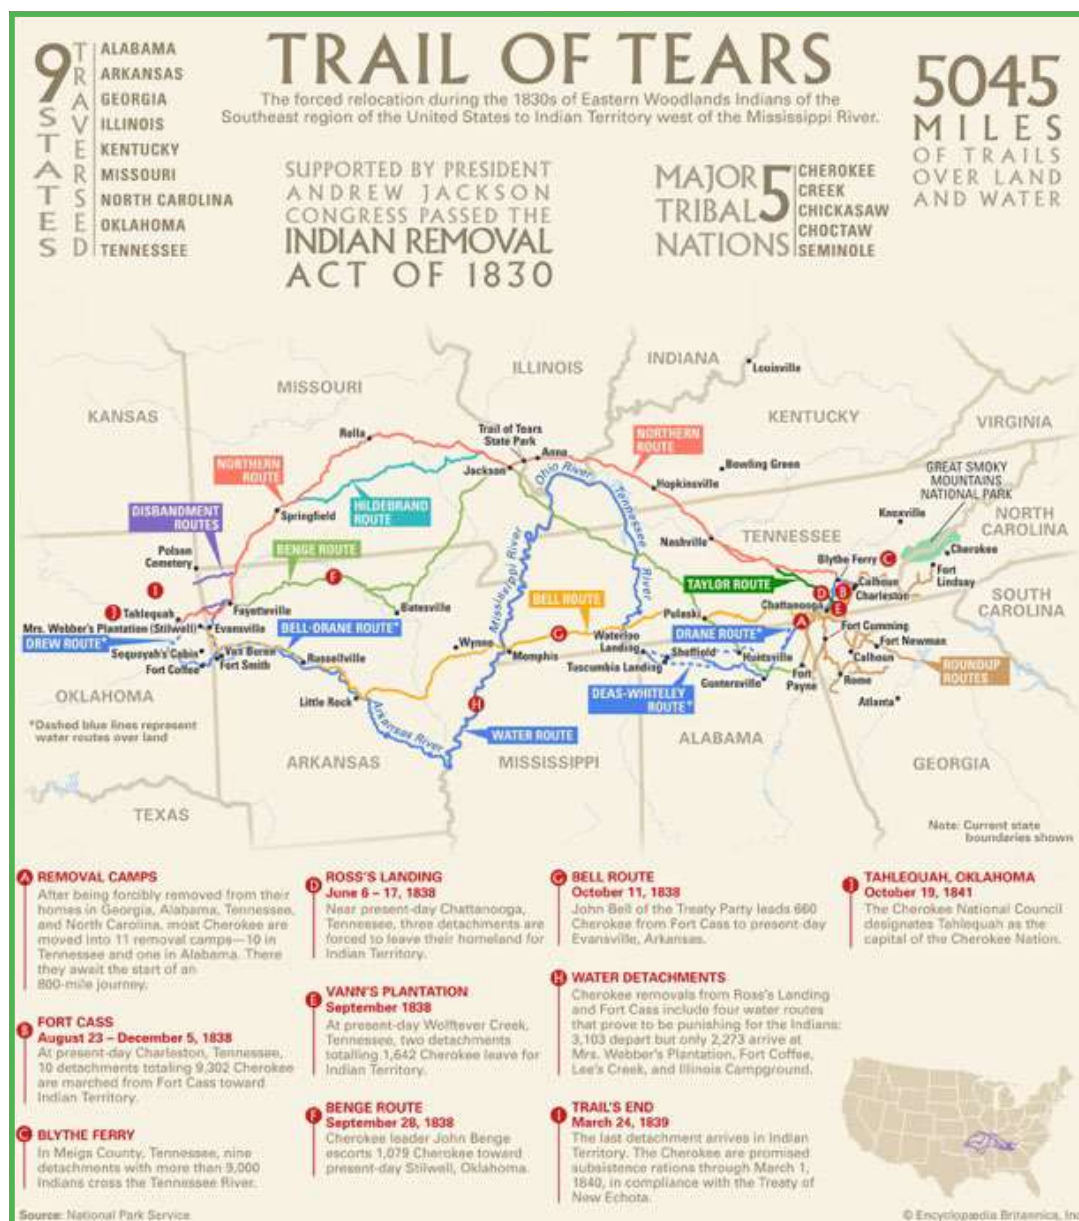 9 STATES
TRAVERSED
ALABAMA
ARKANSAS
GEORGIA
ILLINOIS
KENTUCKY
MISSOURI
NORTH CAROLINA
OKLAHOMA
TENNESSEE
TRAIL OF TEARS
The forced relocation during the 1830s of Eastern Woodlands Indians of the
Southeast region of the United States to Indian Territory west of the Mississippi River.
SUPPORTED BY PRESIDENT
ANDREW JACKSON
CONGRESS PASSED THE
INDIAN REMOVAL
ACT OF 1830
MAJOR
TRIBAL
NATIONS
5
CHEROKEE
CREEK
CHICKASAW
CHOCTAW
SEMINOLE
5045
MILES
OF TRAILS
OVER LAND
AND WATER
KANSAS
MISSOURI
ILLINOIS
INDIANA
Louisville
KENTUCKY
VIRGINIA
Rolla
Trail of Tears
State Park
Anna
Jackson
NORTHERN
ROUTE
NORTHERN
ROUTE
Bowling Green
Hopkinsville
GREAT SMOKY
MOUNTAINS
NATIONAL PARK
DISBANDMENT
ROUTES
Springfield
HILDEBRAND
ROUTE
Ohio River
Tennessee
River
Mississippi River
Knoxville
NORTH
CAROLINA
Polson
Cemetery
BENGE ROUTE
Nashville
TENNESSEE
Blythe Ferry
C
Cherokee
Fort
Lindsay
I
F
TAYLOR ROUTE
D
B
Calhoun
Charleston
SOUTH
CAROLINA
J
Tahlequah
Fayetteville
Batesville
BELL ROUTE
Pulaski
Chattanooga
E
A
Mrs. Webber's Plantation (Stilwell)
Evansville
BELL-DRANE ROUTE*
DREW ROUTE*
G
Waterloo
Landing
DRANE ROUTE*
Fort Cumming
Sequoyah's Cabin
Van Buren
Fort Coffee
Fort Smith
Russellville
Wynne
Memphis
Tuscumbia Landing
Sheffield
Huntsville
Fort Newman
Calhoun
ROUNDUP
ROUTES
OKLAHOMA
Little Rock
H
DEAS-WHITELEY
ROUTE*
Guntersville
Fort
Payne
Rome
Atlanta
*Dashed blue lines represent
water routes over land
Arkansas River
WATER ROUTE
ARKANSAS
MISSISSIPPI
ALABAMA
GEORGIA
TEXAS
Note: Current state
boundaries shown
A REMOVAL CAMPS
After being forcibly removed from their
homes in Georgia, Alabama, Tennessee,
and North Carolina, most Cherokee are
moved into 11 removal camps—10 in
Tennessee and one in Alabama. There
they await the start of an
800-mile journey.
B FORT CASS
August 23 – December 5, 1838
At present-day Charleston, Tennessee,
10 detachments totaling 9,302 Cherokee
are marched from Fort Cass toward
Indian Territory.
C BLYTHE FERRY
In Meigs County, Tennessee, nine
detachments with more than 9,000
Indians cross the Tennessee River.
D ROSS'S LANDING
June 6 – 17, 1838
Near present-day Chattanooga,
Tennessee, three detachments are
forced to leave their homeland for
Indian Territory.
E VANN'S PLANTATION
September 1838
At present-day Wolftever Creek,
Tennessee, two detachments
totalling 1,642 Cherokee leave for
Indian Territory.
F BENGE ROUTE
September 28, 1838
Cherokee leader John Benge
escorts 1,079 Cherokee toward
present-day Stilwell, Oklahoma.
G BELL ROUTE
October 11, 1838
John Bell of the Treaty Party leads 660
Cherokee from Fort Cass to present-day
Evansville, Arkansas.
H WATER DETACHMENTS
Cherokee removals from Ross's Landing
and Fort Cass include four water routes
that prove to be punishing for the Indians:
3,103 depart but only 2,273 arrive at
Mrs. Webber's Plantation, Fort Coffee,
Lee's Creek, and Illinois Campground.
I TRAIL'S END
March 24, 1839
The last detachment arrives in Indian
Territory. The Cherokee are promised
subsistence rations through March 1,
1840, in compliance with the Treaty of
New Echota.
J TAHLEQUAH, OKLAHOMA
October 19, 1841
The Cherokee National Council
designates Tahlequah as the
capital of the Cherokee Nation.
Source: National Park Service
© Encyclopædia Britannica, Inc